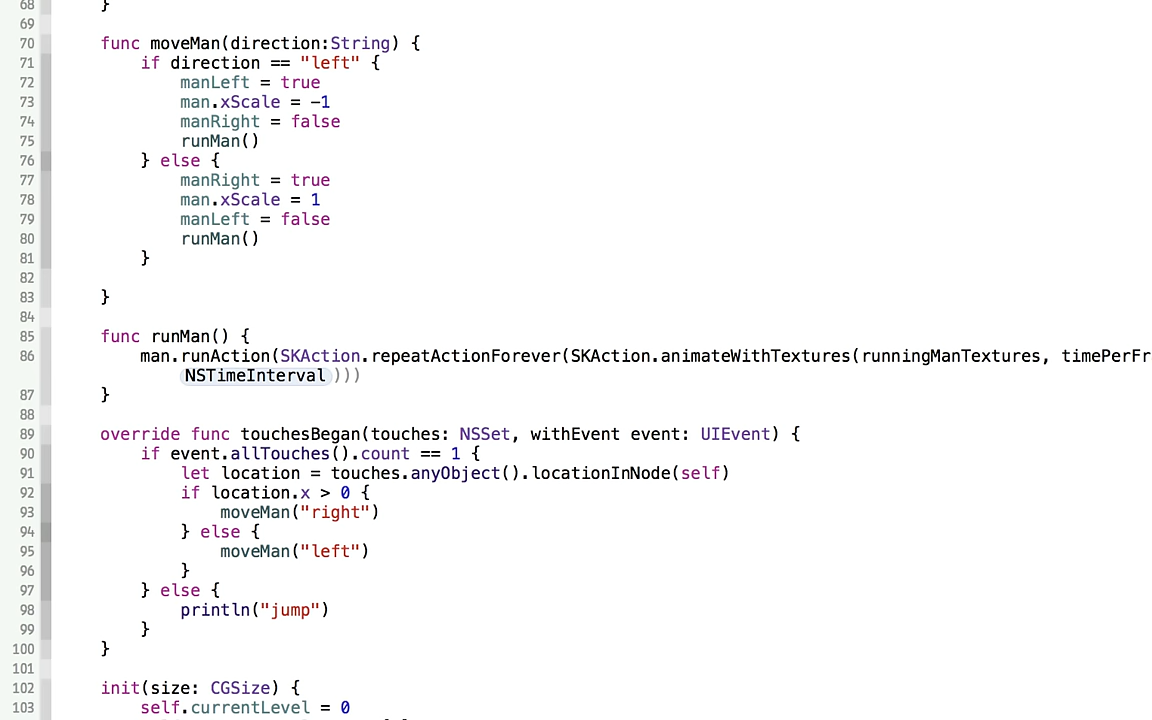 68 }
69
70 func moveMan(direction:String) {
71 if direction == "left" {
72 manLeft = true
73 man.xScale = -1
74 manRight = false
75 runMan()
76 } else {
77 manRight = true
78 man.xScale = 1
79 manLeft = false
80 runMan()
81 }
82
83 }
84
85 func runMan() {
86 man.runAction(SKAction.repeatActionForever(SKAction.animateWithTextures(runningManTextures, timePerFr
NSTimeInterval)))
87 }
88
89 override func touchesBegan(touches: NSSet, withEvent event: UIEvent) {
90 if event.allTouches().count == 1 {
91 let location = touches.anyObject().locationInNode(self)
92 if location.x > 0 {
93 moveMan("right")
94 } else {
95 moveMan("left")
96 }
97 } else {
98 println("jump")
99 }
100 }
101
102 init(size: CGSize) {
103 self.currentLevel = 0